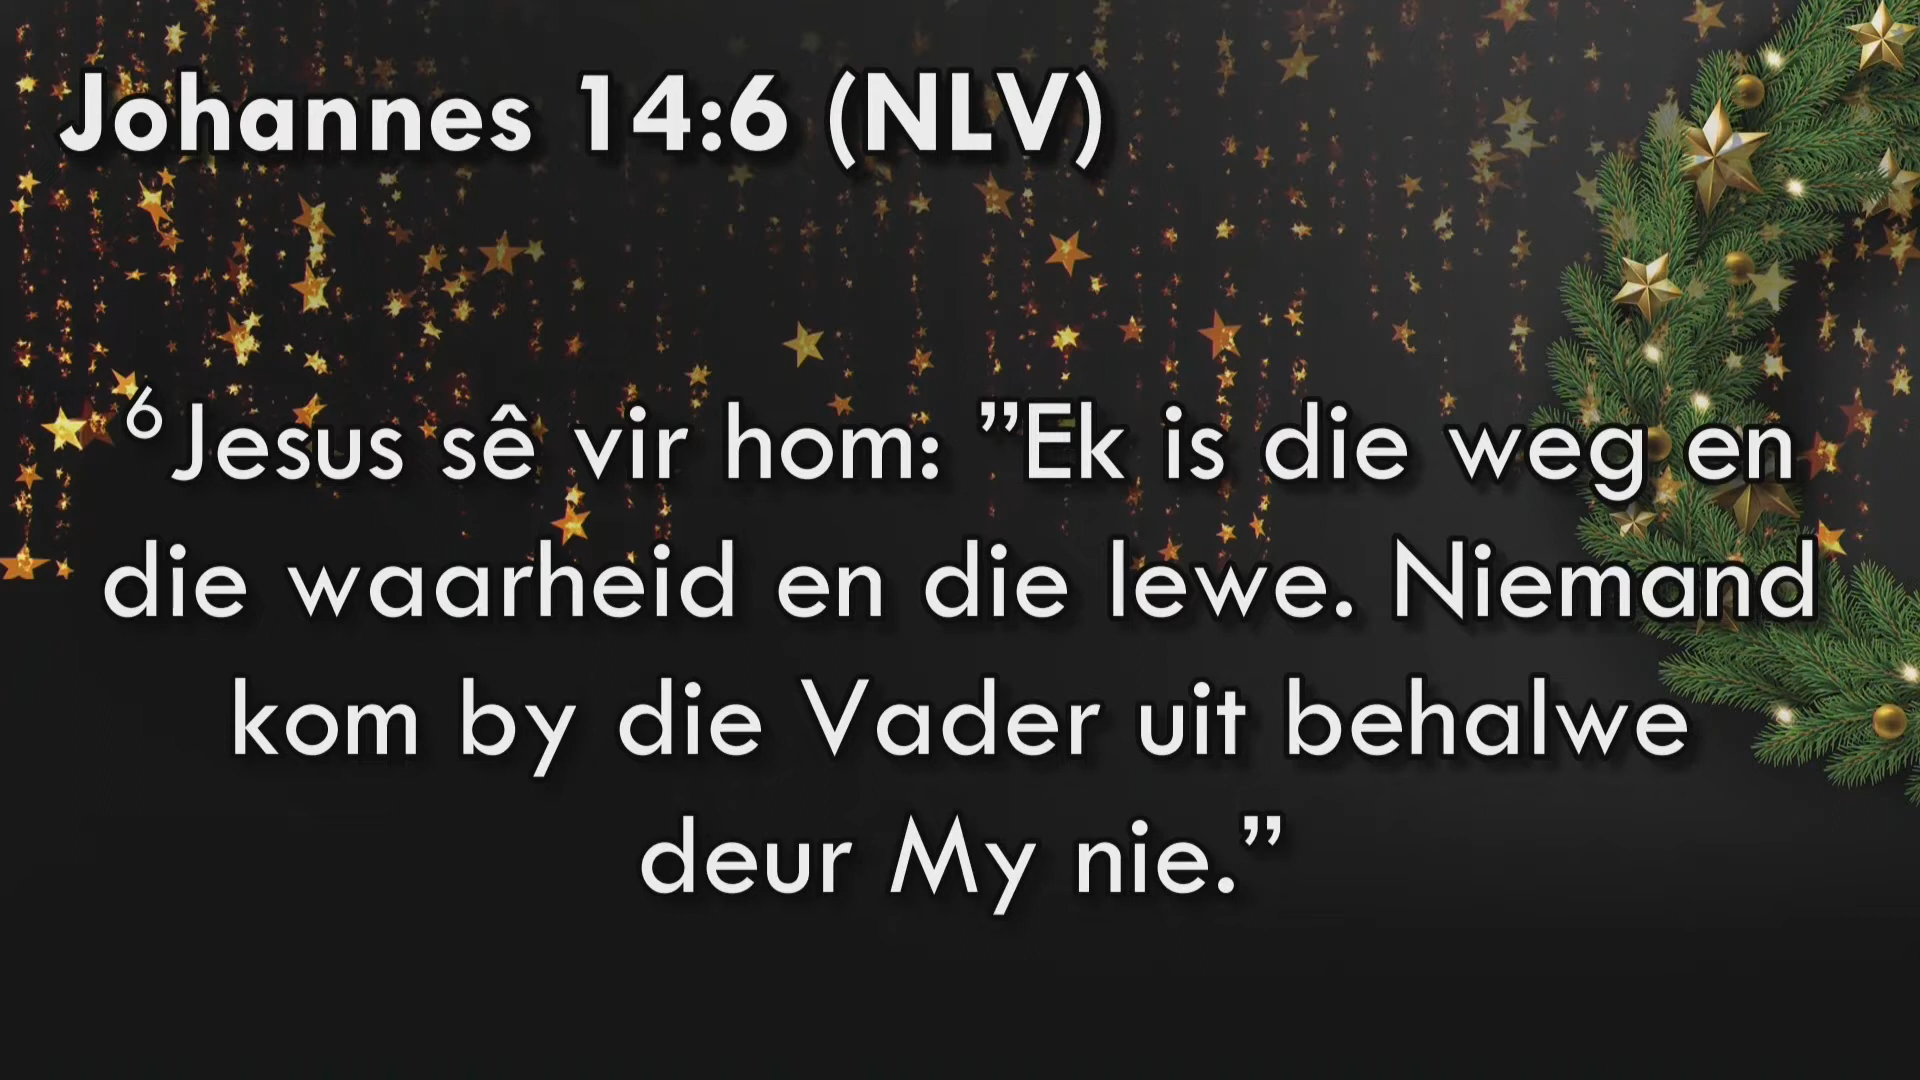 Johannes 14:6 (NLV)
⁶Jesus sê vir hom: ”Ek is die weg en
die waarheid en die lewe. Niemand
kom by die Vader uit behalwe
deur My nie.”